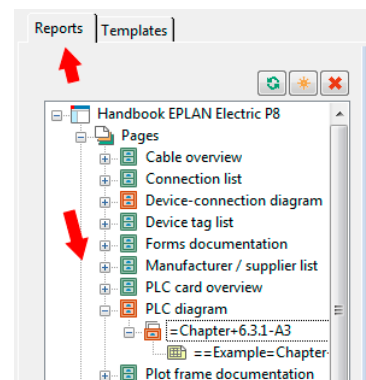 Reports
Templates
Handbook EPLAN Electric P8
Pages
Cable overview
Connection list
Device-connection diagram
Device tag list
Forms documentation
Manufacturer / supplier list
PLC card overview
PLC diagram
=Chapter+6.3.1-A3
==Example=Chapter-
Plot frame documentation